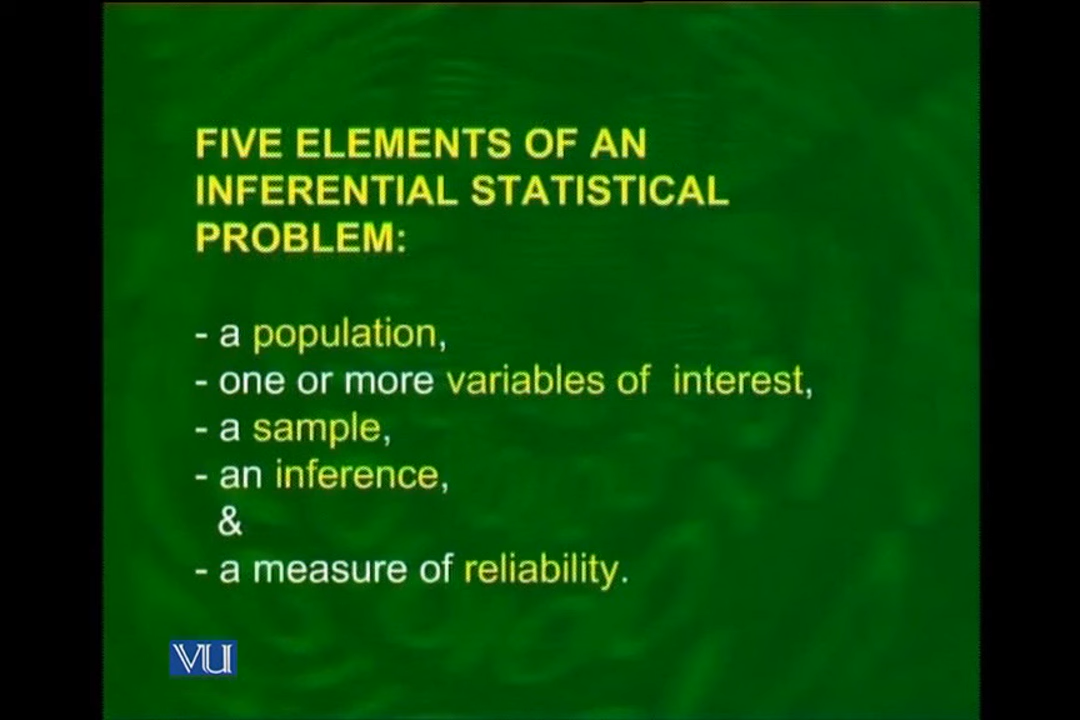 FIVE ELEMENTS OF AN
INFERENTIAL STATISTICAL
PROBLEM:
- a population,
- one or more variables of interest,
- a sample,
- an inference,
&
- a measure of reliability.
VU